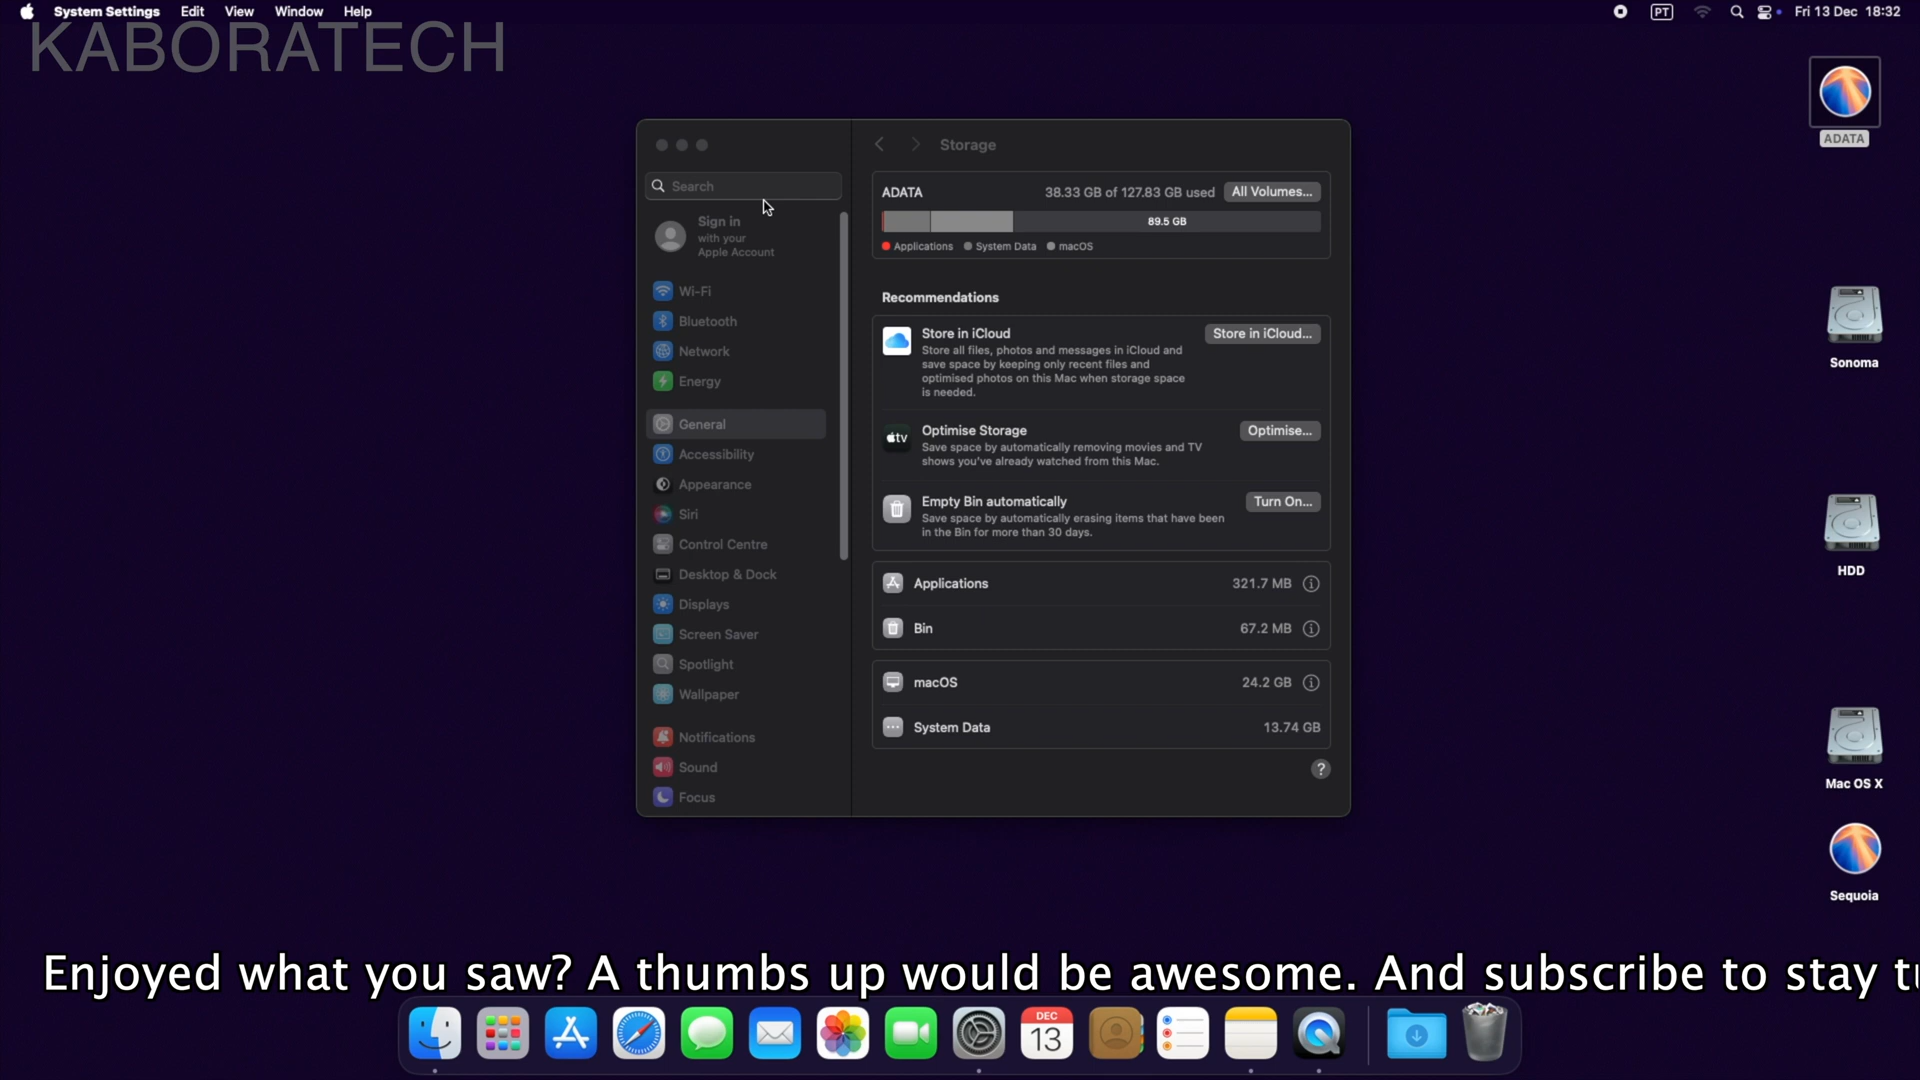 System Settings Edit View Window Help
PT Fri 13 Dec 18:32
KABORATECH
ADATA
Sonoma
HDD
Mac OS X
Sequoia
Search
Sign in
with your
Apple Account
Wi-Fi
Bluetooth
Network
Energy
General
Accessibility
Appearance
Siri
Control Centre
Desktop & Dock
Displays
Screen Saver
Spotlight
Wallpaper
Notifications
Sound
Focus
Storage
ADATA 38.33 GB of 127.83 GB used All Volumes...
89.5 GB
Applications System Data macOS
Recommendations
Store in iCloud Store in iCloud...
Store all files, photos and messages in iCloud and
save space by keeping only recent files and
optimised photos on this Mac when storage space
is needed.
tv
Optimise Storage Optimise...
Save space by automatically removing movies and TV
shows you've already watched from this Mac.
Empty Bin automatically Turn On...
Save space by automatically erasing items that have been
in the Bin for more than 30 days.
Applications 321.7 MB
Bin 67.2 MB
macOS 24.2 GB
System Data 13.74 GB
?
Enjoyed what you saw? A thumbs up would be awesome. And subscribe to stay
DEC
13